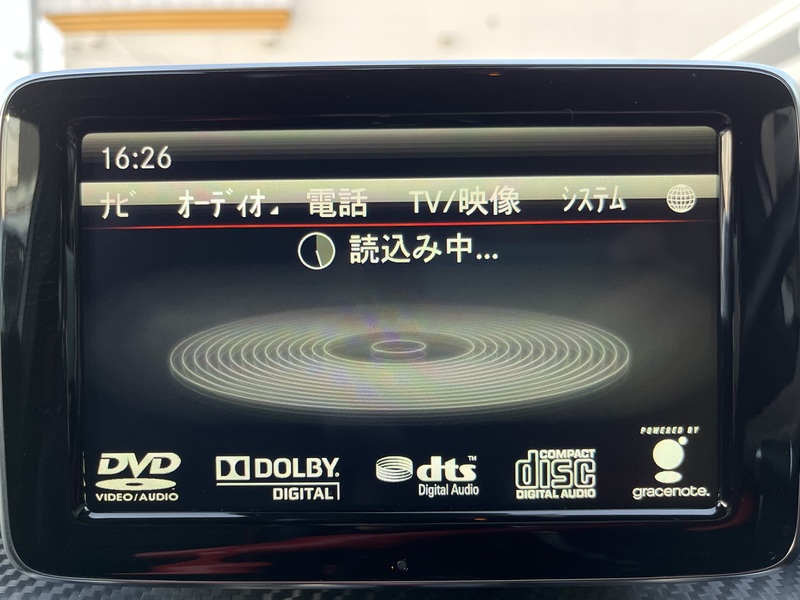 16:26
ナビ オーディオ 電話 TV/映像 システム
読込み中...
DVD VIDEO/AUDIO
DOLBY. DIGITAL
dts Digital Audio
COMPACT disc DIGITAL AUDIO
POWERED BY gracenote.